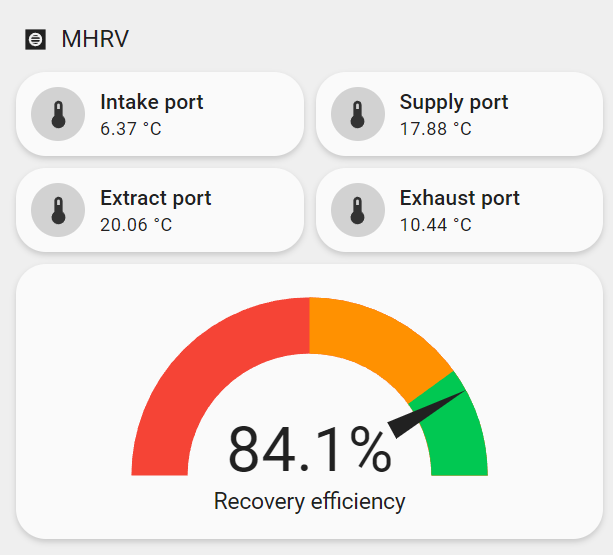 MHRV
Intake port
6.37 °C
Supply port
17.88 °C
Extract port
20.06 °C
Exhaust port
10.44 °C
84.1%
Recovery efficiency